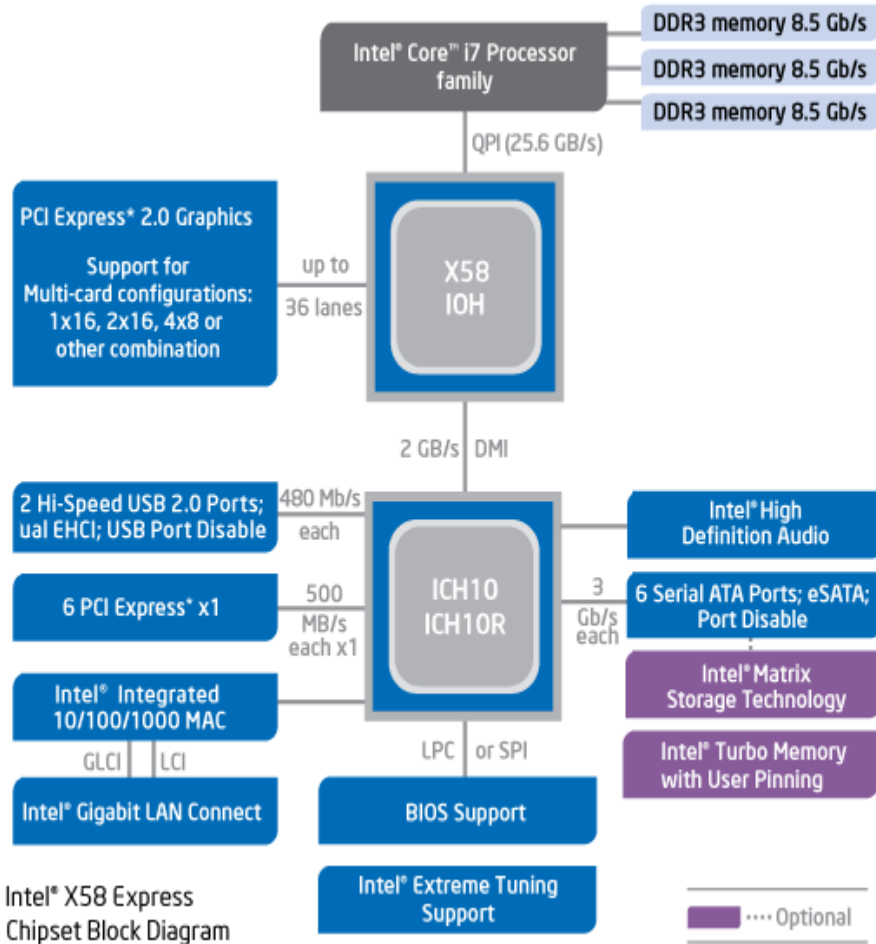 DDR3 memory 8.5 Gb/s
DDR3 memory 8.5 Gb/s
DDR3 memory 8.5 Gb/s
Intel® Core™ i7 Processor
family
QPI (25.6 GB/s)
PCI Express* 2.0 Graphics
Support for
Multi-card configurations:
1x16, 2x16, 4x8 or
other combination
up to
36 lanes
X58
IOH
2 GB/s DMI
2 Hi-Speed USB 2.0 Ports;
ual EHCI; USB Port Disable
480 Mb/s
each
6 PCI Express* x1
500
MB/s
each x1
Intel® Integrated
10/100/1000 MAC
GLCI LCI
Intel® Gigabit LAN Connect
ICH10
ICH10R
Intel® High
Definition Audio
3
Gb/s
each
6 Serial ATA Ports; eSATA;
Port Disable
Intel® Matrix
Storage Technology
Intel® Turbo Memory
with User Pinning
LPC or SPI
BIOS Support
Intel® Extreme Tuning
Support
Intel® X58 Express
Chipset Block Diagram
Optional